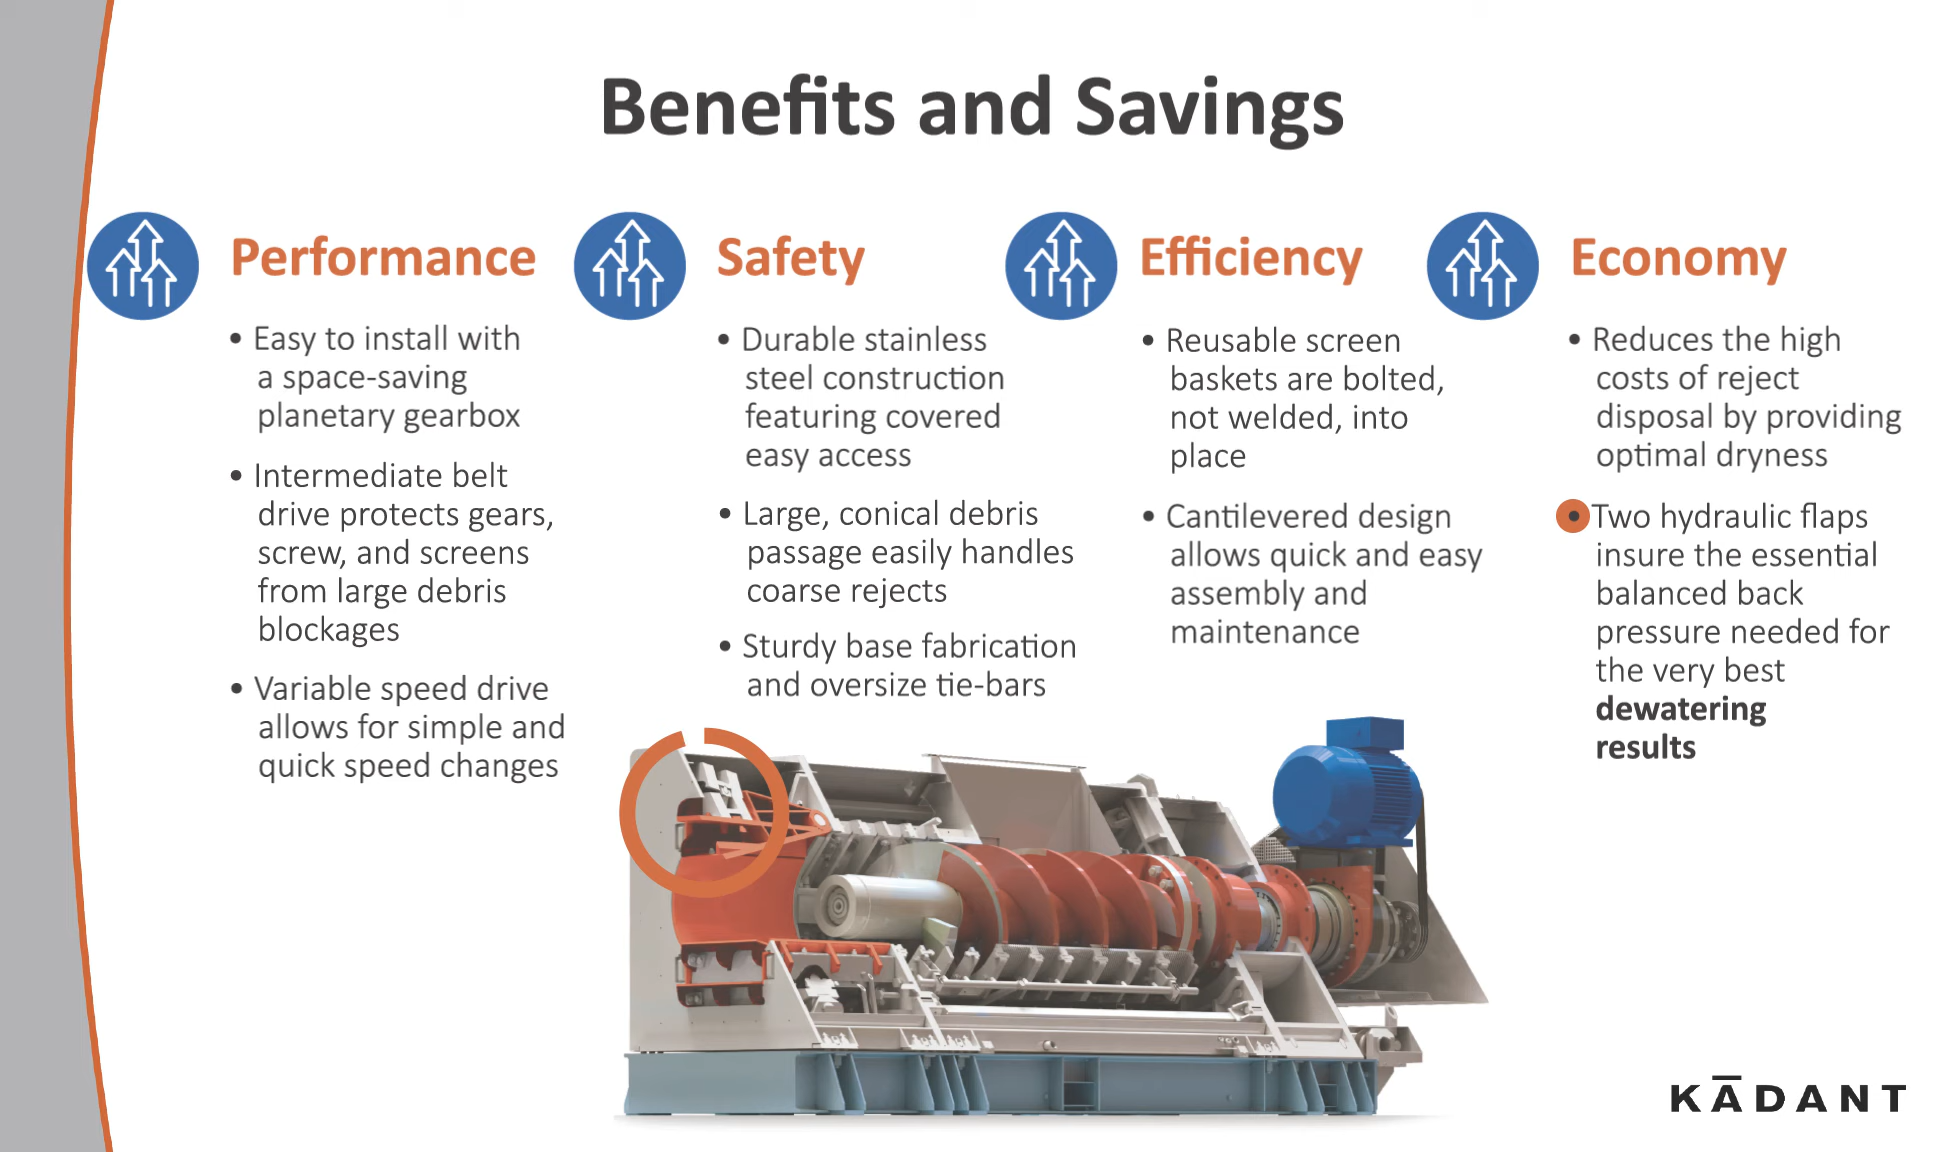 Benefits and Savings
Performance
• Easy to install with
a space-saving
planetary gearbox
• Intermediate belt
drive protects gears,
screw, and screens
from large debris
blockages
• Variable speed drive
allows for simple and
quick speed changes
Safety
• Durable stainless
steel construction
featuring covered
easy access
• Large, conical debris
passage easily handles
coarse rejects
• Sturdy base fabrication
and oversize tie-bars
Efficiency
• Reusable screen
baskets are bolted,
not welded, into
place
• Cantilevered design
allows quick and easy
assembly and
maintenance
Economy
• Reduces the high
costs of reject
disposal by providing
optimal dryness
• Two hydraulic flaps
insure the essential
balanced back
pressure needed for
the very best
dewatering
results
KĀDANT